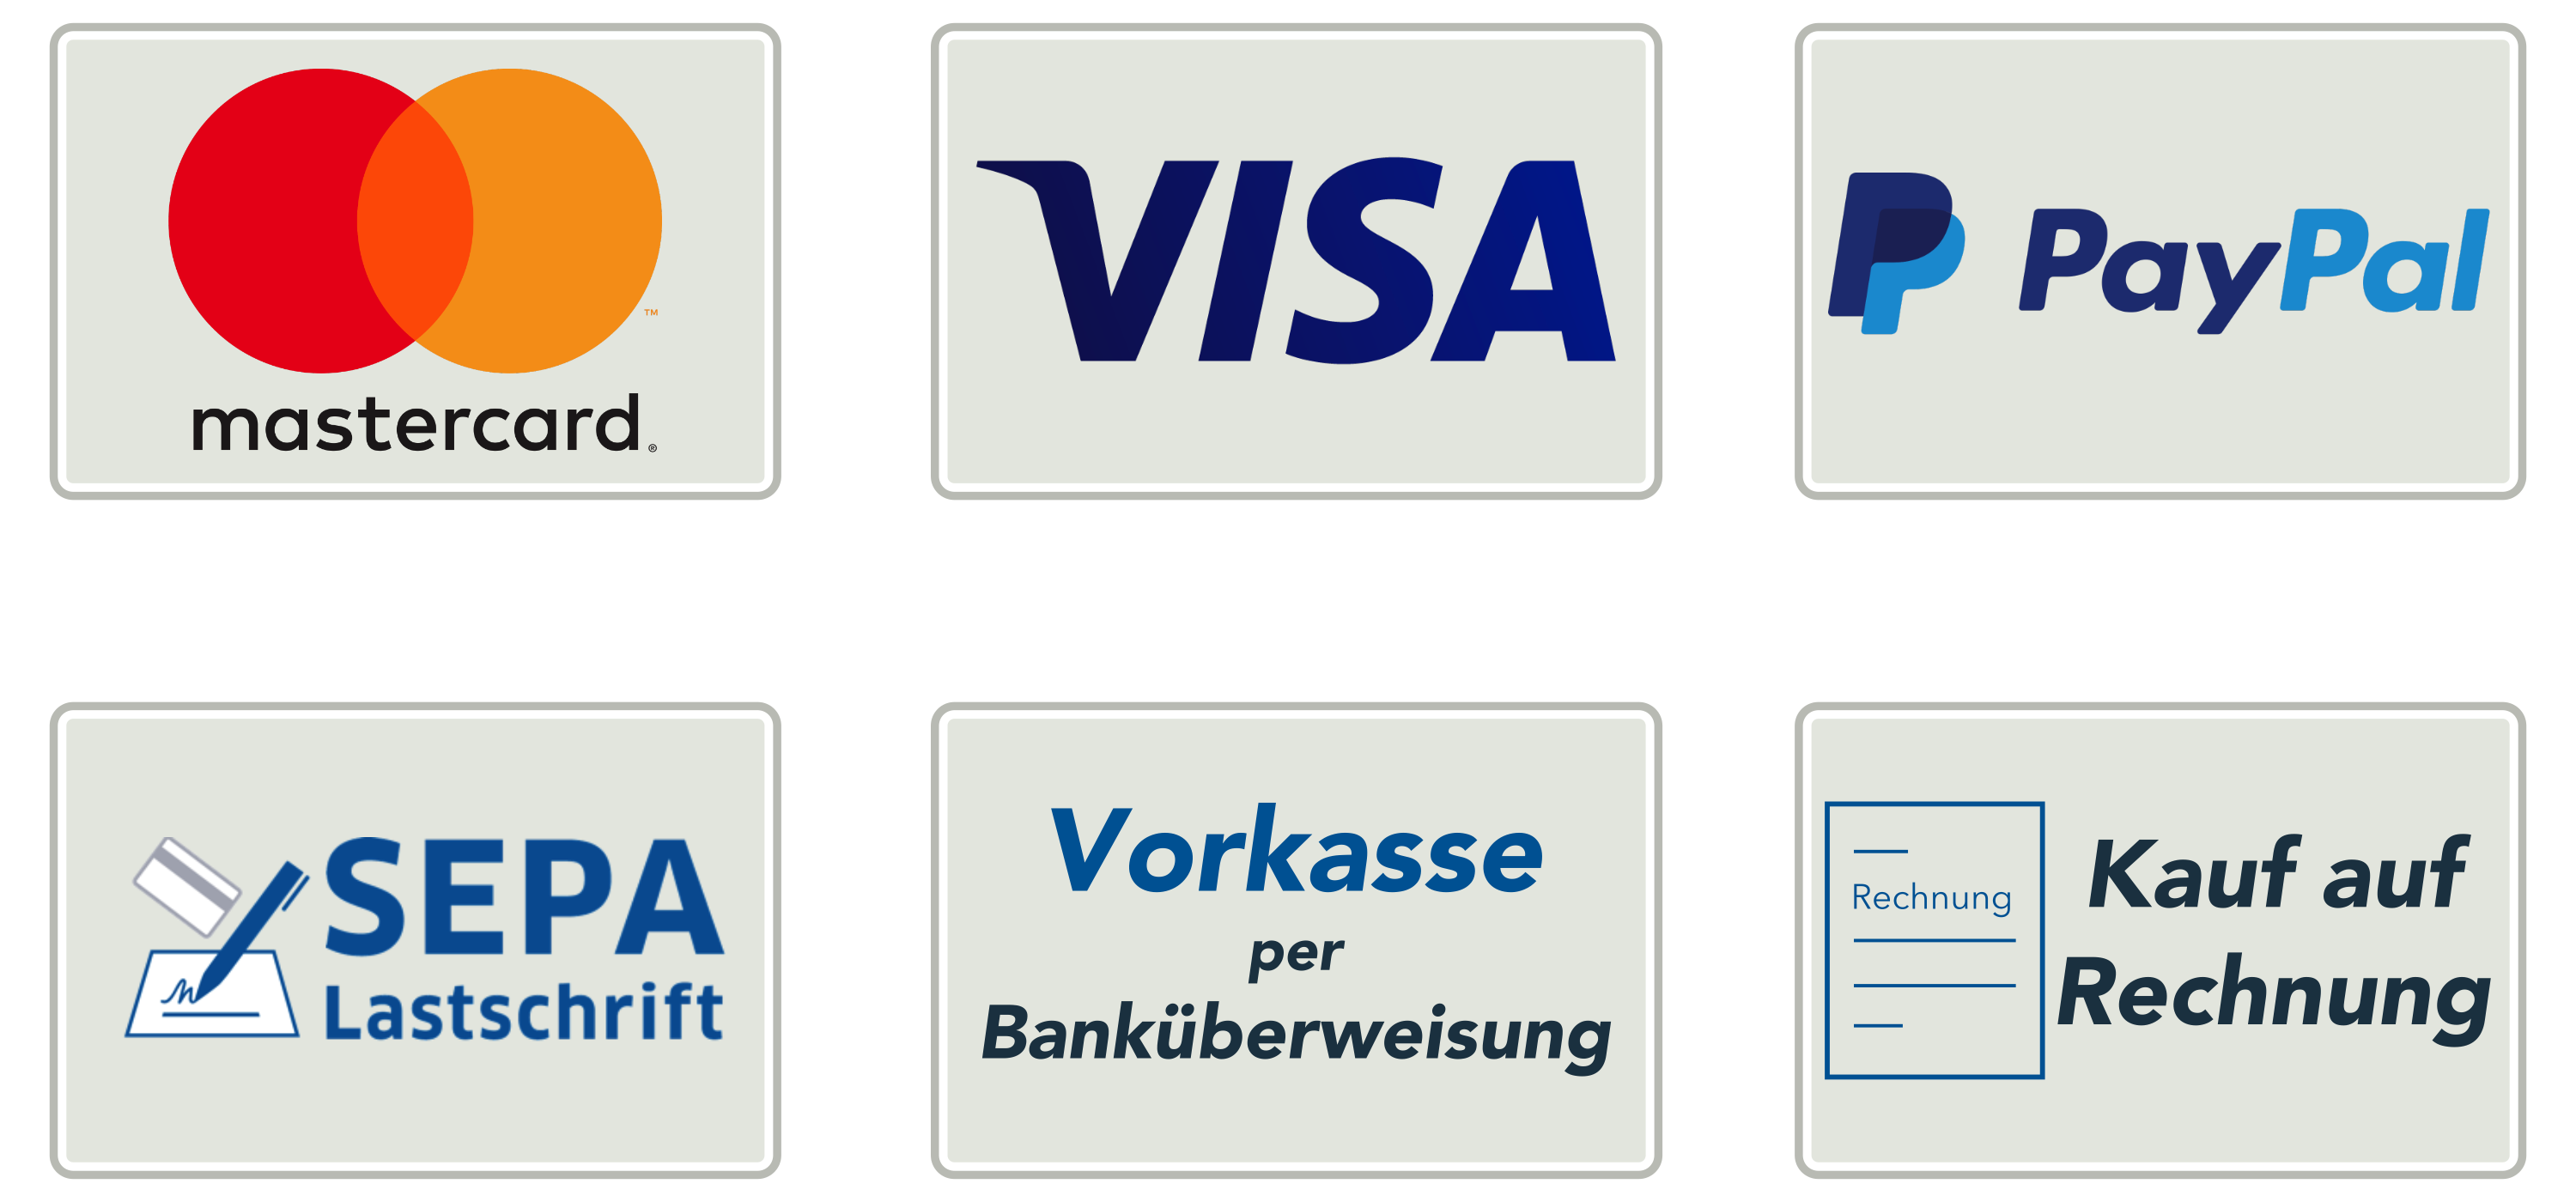 mastercard®
™
VISA
PayPal
SEPA
Lastschrift
Vorkasse
per
Banküberweisung
Rechnung
Kauf auf
Rechnung